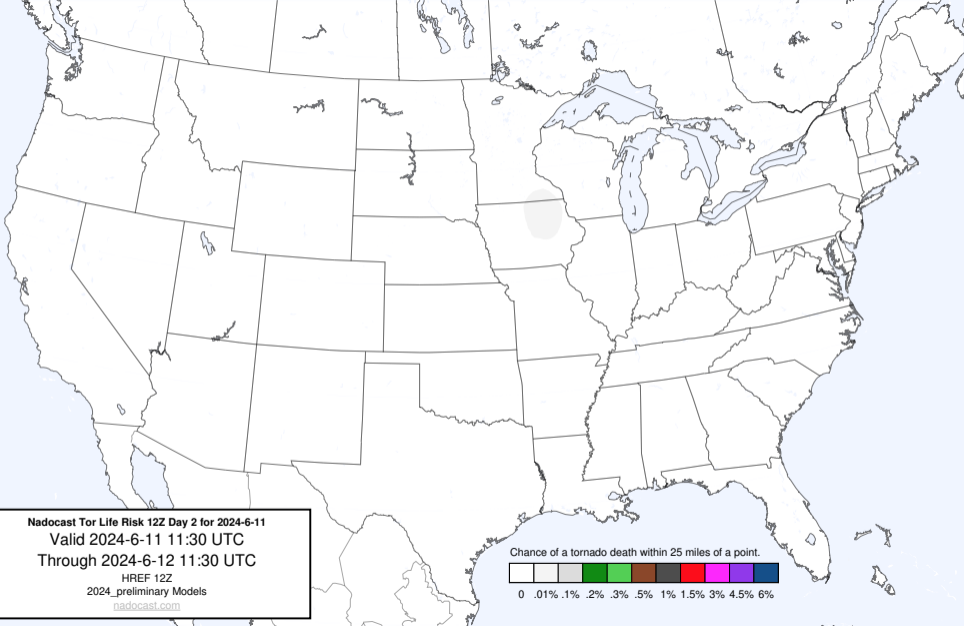 Nadocast Tor Life Risk 12Z Day 2 for 2024-6-11
Valid 2024-6-11 11:30 UTC
Through 2024-6-12 11:30 UTC
HREF 12Z
2024_preliminary Models
nadocast.com
Chance of a tornado death within 25 miles of a point.
0 .01% .1% .2% .3% .5% 1% 1.5% 3% 4.5% 6%